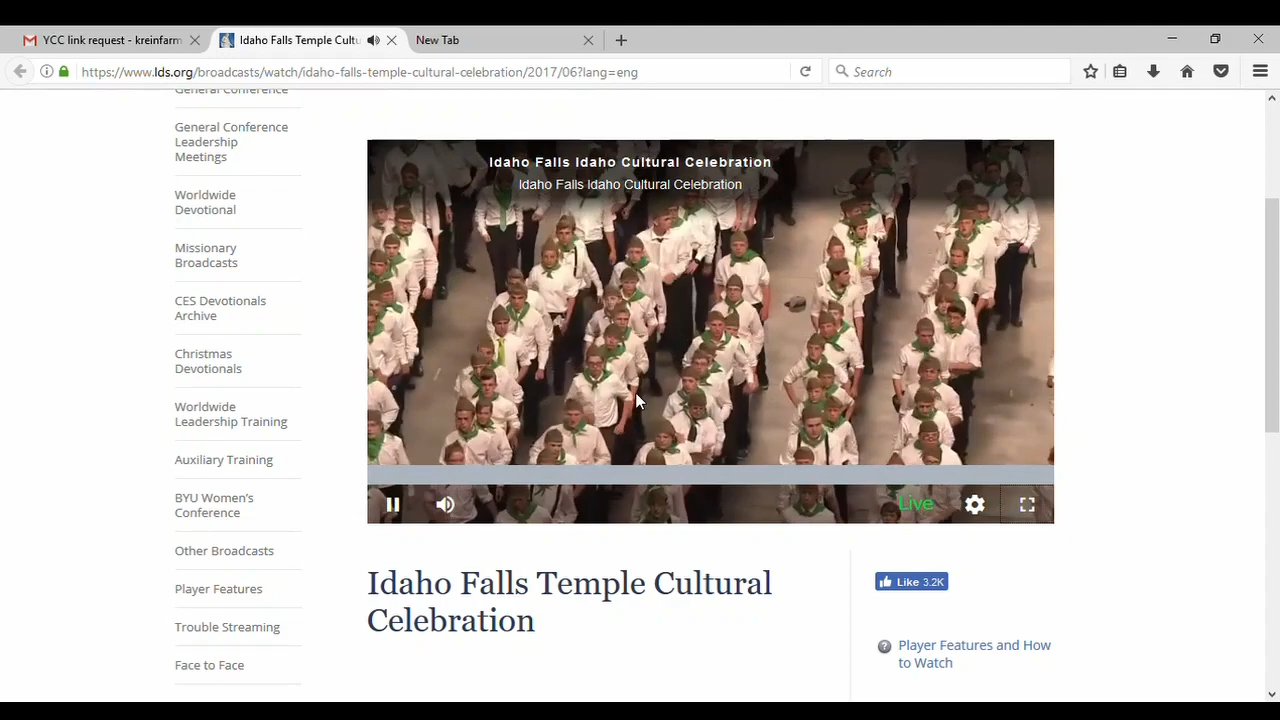 YCC link request - kreinfarm
Idaho Falls Temple Cultu
New Tab
https://www.lds.org/broadcasts/watch/idaho-falls-temple-cultural-celebration/2017/06?lang=eng
Search
General Conference
General Conference
Leadership
Meetings
Worldwide
Devotional
Missionary
Broadcasts
CES Devotionals
Archive
Christmas
Devotionals
Worldwide
Leadership Training
Auxiliary Training
BYU Women's
Conference
Other Broadcasts
Player Features
Trouble Streaming
Face to Face
Idaho Falls Idaho Cultural Celebration
Idaho Falls Idaho Cultural Celebration
Live
Idaho Falls Temple Cultural
Celebration
Like 3.2K
Player Features and How
to Watch